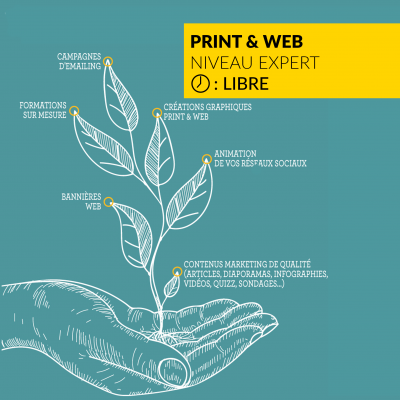 PRINT & WEB
NIVEAU EXPERT
: LIBRE
CAMPAGNES
D'EMAILING
FORMATIONS
SUR MESURE
CRÉATIONS GRAPHIQUES
PRINT & WEB
ANIMATION
DE VOS RÉSEAUX SOCIAUX
BANNIÈRES
WEB
CONTENUS MARKETING DE QUALITÉ
(ARTICLES, DIAPORAMAS, INFOGRAPHIES,
VIDÉOS, QUIZZ, SONDAGES...)